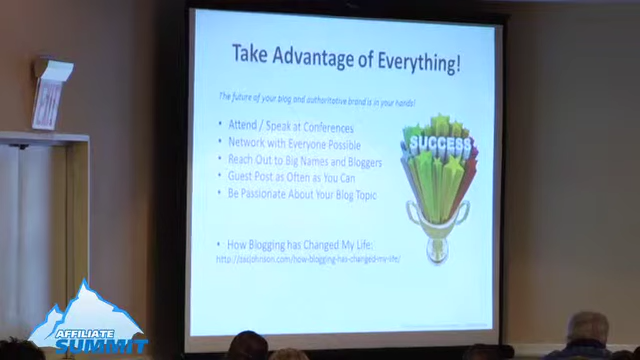 Take Advantage of Everything!
The future of your blog and authoritative brand is in your hands!
• Attend / Speak at Conferences
• Network with Everyone Possible
• Reach Out to Big Names and Bloggers
• Guest Post as Often as You Can
• Be Passionate About Your Blog Topic
SUCCESS
• How Blogging has Changed My Life:
http://zacjohnson.com/how-blogging-has-changed-my-life/
AFFILIATE
SUMMIT